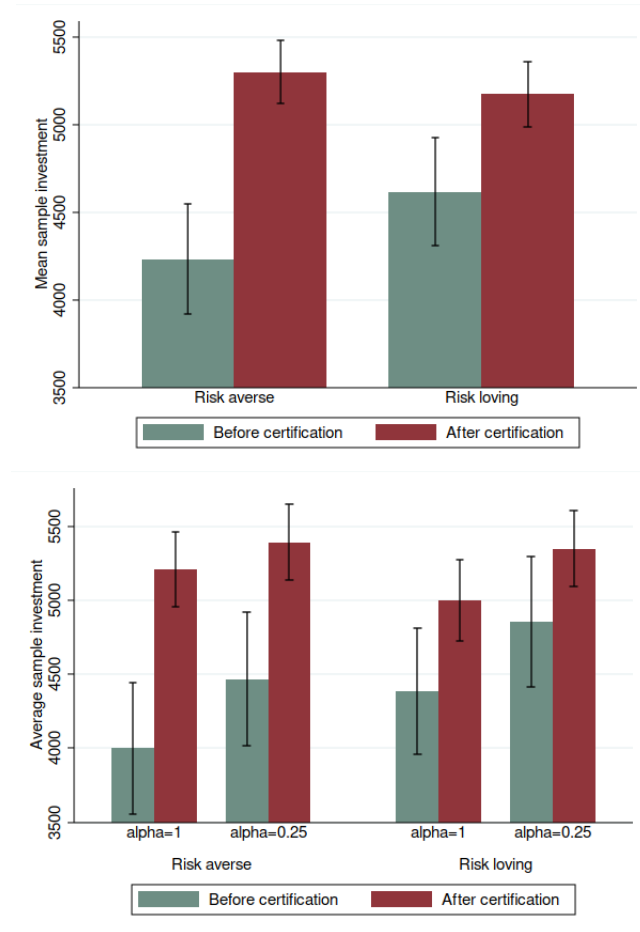 Mean sample investment
5500
5000
4500
4000
3500
Risk averse Risk loving
Before certification After certification
Average sample investment
5500
5000
4500
4000
3500
alpha=1 alpha=0.25 alpha=1 alpha=0.25
Risk averse Risk loving
Before certification After certification